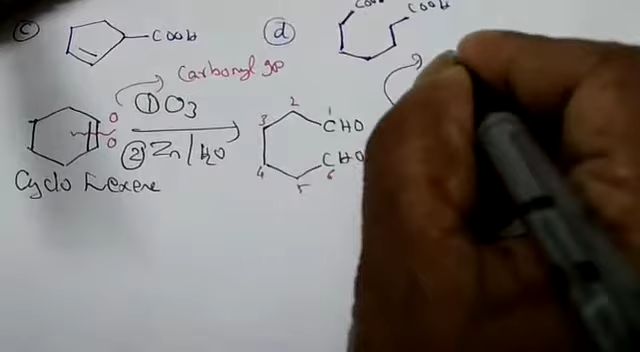 c COOH
d COOH
Carbonyl gp
① O3
② Zn/H2O
O
O
1
2
3
4
5
6
CHO
CHO
Cyclo hexene